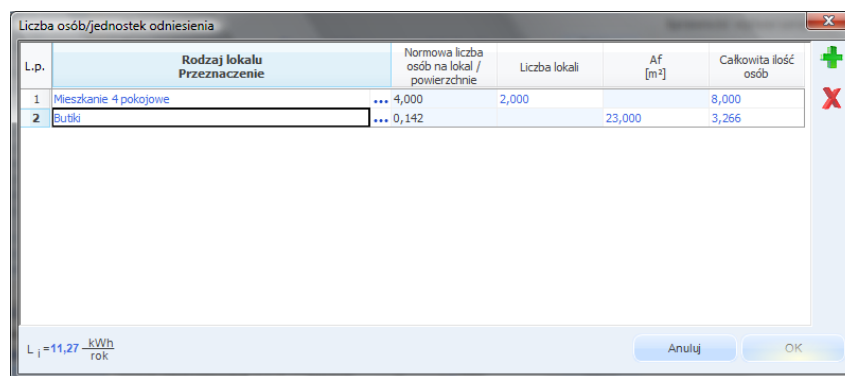 Liczba osób/jednostek odniesienia
L.p. Rodzaj lokalu Przeznaczenie Normowa liczba osób na lokal / powierzchnie Liczba lokali Af [m²] Całkowita ilość osób
1 Mieszkanie 4 pokojowe ... 4,000 2,000 8,000
2 Butiki ... 0,142 23,000 3,266
L i =11,27 kWh/rok
Anuluj OK